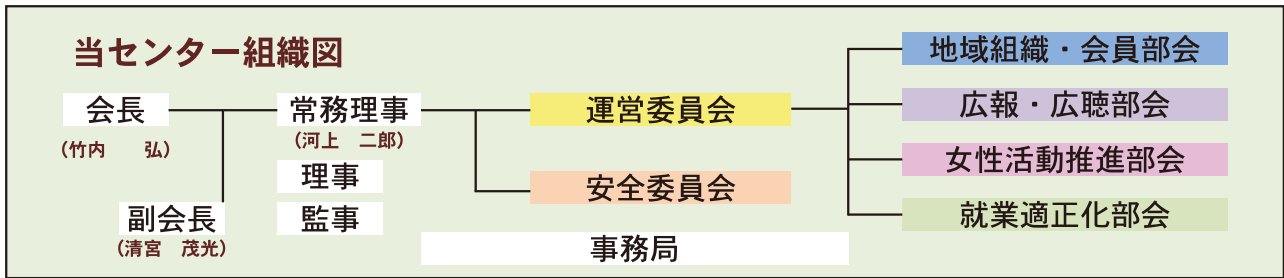 当センター組織図
会長
（竹内　　弘）
副会長
（清宮　茂光）
常務理事
（河上　二郎）
理事
監事
運営委員会
安全委員会
事務局
地域組織・会員部会
広報・広聴部会
女性活動推進部会
就業適正化部会